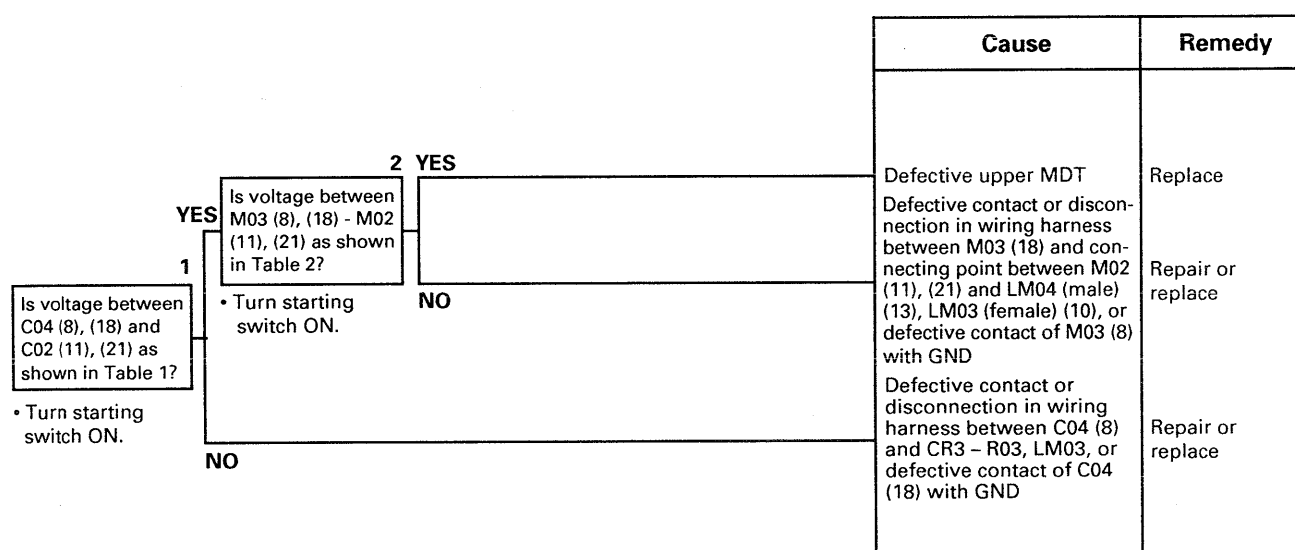 Cause
Remedy
2 YES
Is voltage between
M03 (8), (18) - M02
(11), (21) as shown
in Table 2?
• Turn starting
switch ON.
YES
1
Is voltage between
C04 (8), (18) and
C02 (11), (21) as
shown in Table 1?
• Turn starting
switch ON.
NO
NO
Defective upper MDT
Replace
Defective contact or discon-
nection in wiring harness
between M03 (18) and con-
necting point between M02
(11), (21) and LM04 (male)
(13), LM03 (female) (10), or
defective contact of M03 (8)
with GND
Repair or
replace
Defective contact or
disconnection in wiring
harness between C04 (8)
and CR3 – R03, LM03, or
defective contact of C04
(18) with GND
Repair or
replace